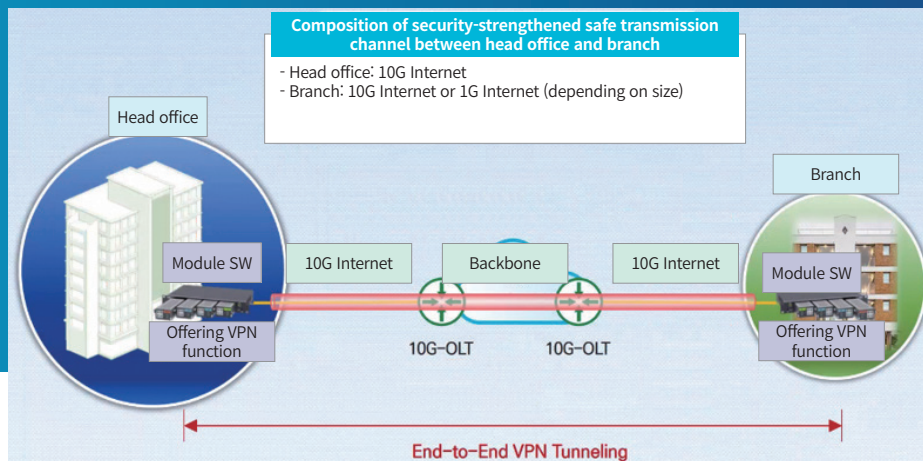 Composition of security-strengthened safe transmission
channel between head office and branch
- Head office: 10G Internet
- Branch: 10G Internet or 1G Internet (depending on size)
Head office
Branch
Module SW
10G Internet
Backbone
10G Internet
Module SW
Offering VPN
function
10G-OLT
10G-OLT
Offering VPN
function
End-to-End VPN Tunneling